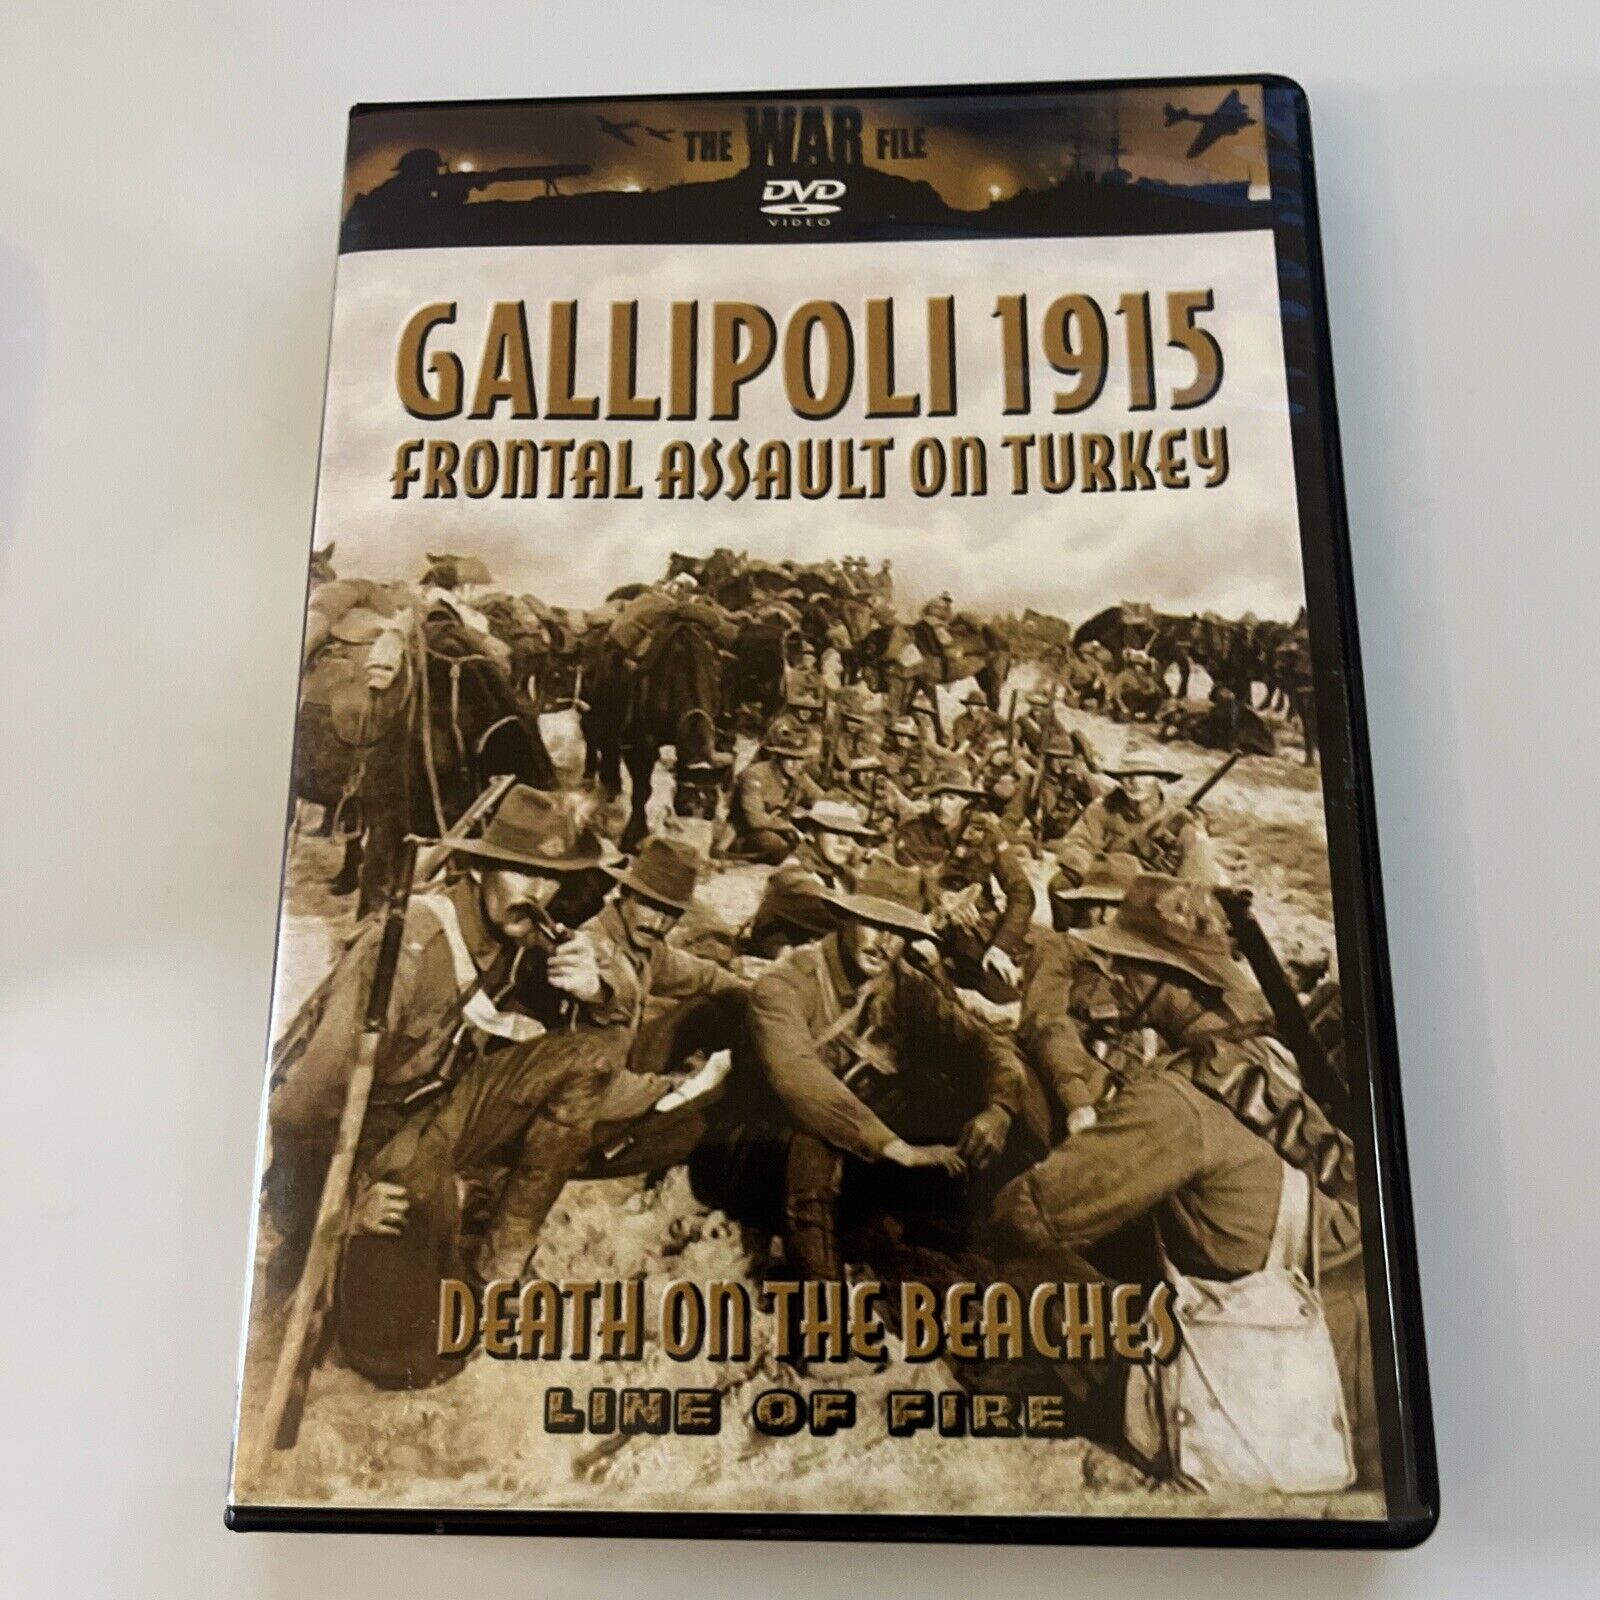 THE WAR FILE
DVD
VIDEO
GALLIPOLI 1915
FRONTAL ASSAULT ON TURKEY
DEATH ON THE BEACHES
LINE OF FIRE